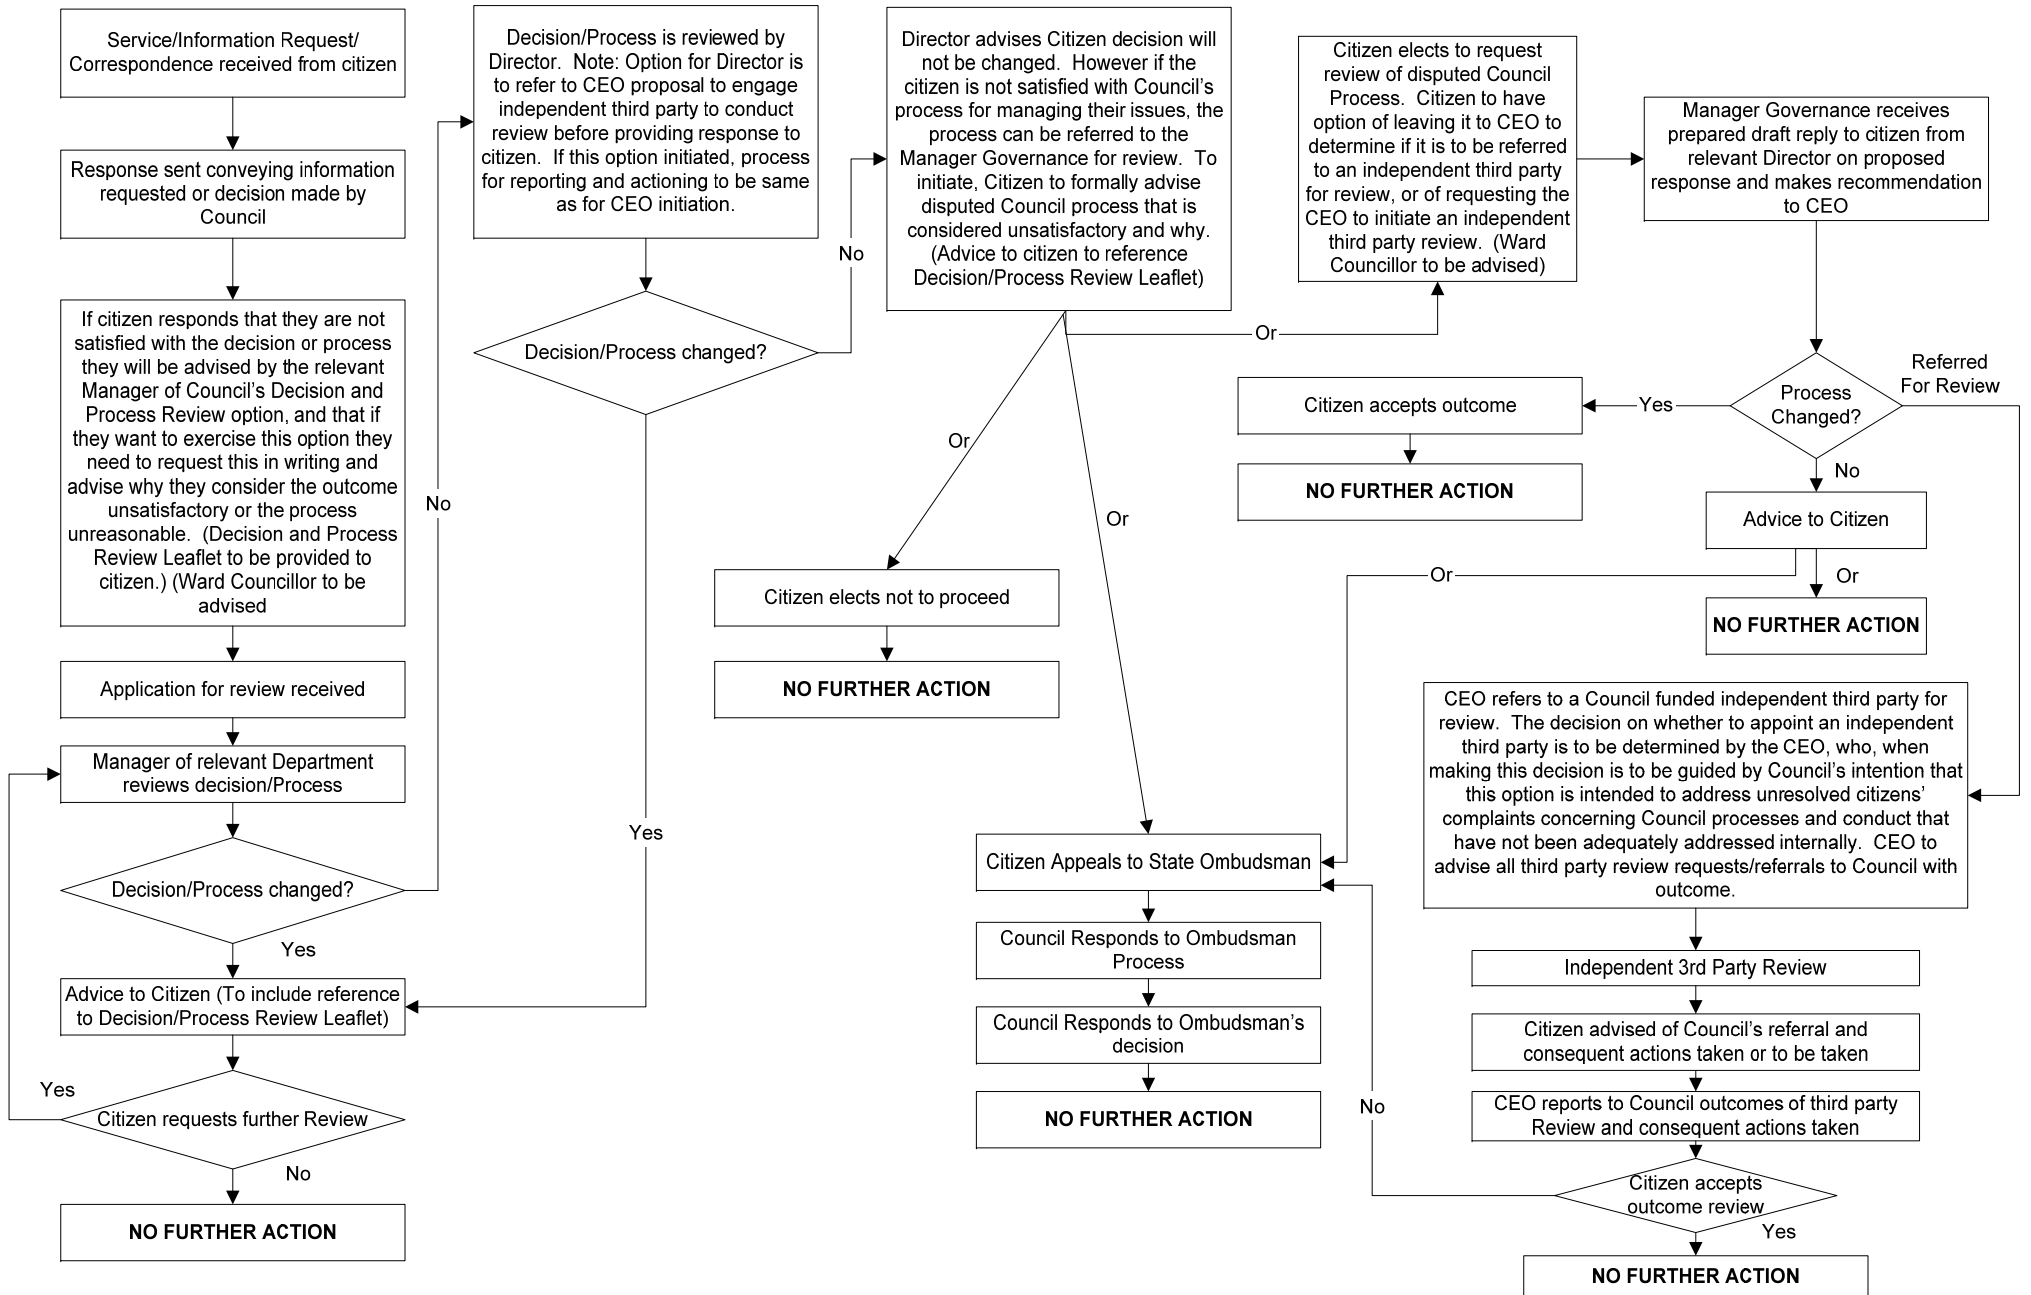 Service/Information Request/
Correspondence received from citizen
Response sent conveying information
requested or decision made by
Council
If citizen responds that they are not
satisfied with the decision or process
they will be advised by the relevant
Manager of Council’s Decision and
Process Review option, and that if
they want to exercise this option they
need to request this in writing and
advise why they consider the outcome
unsatisfactory or the process
unreasonable.  (Decision and Process
Review Leaflet to be provided to
citizen.) (Ward Councillor to be
advised
Application for review received
Manager of relevant Department
reviews decision/Process
Decision/Process changed?
No
Yes
Advice to Citizen (To include reference
to Decision/Process Review Leaflet)
Yes
Citizen requests further Review
No
NO FURTHER ACTION
Decision/Process is reviewed by
Director.  Note: Option for Director is
to refer to CEO proposal to engage
independent third party to conduct
review before providing response to
citizen.  If this option initiated, process
for reporting and actioning to be same
as for CEO initiation.
Decision/Process changed?
No
Yes
Director advises Citizen decision will
not be changed.  However if the
citizen is not satisfied with Council’s
process for managing their issues, the
process can be referred to the
Manager Governance for review.  To
initiate, Citizen to formally advise
disputed Council process that is
considered unsatisfactory and why.
(Advice to citizen to reference
Decision/Process Review Leaflet)
Or
Or
Or
Citizen elects not to proceed
NO FURTHER ACTION
Citizen elects to request
review of disputed Council
Process.  Citizen to have
option of leaving it to CEO to
determine if it is to be referred
to an independent third party
for review, or of requesting the
CEO to initiate an independent
third party review.  (Ward
Councillor to be advised)
Manager Governance receives
prepared draft reply to citizen from
relevant Director on proposed
response and makes recommendation
to CEO
Process
Changed?
Referred
For Review
Yes
Citizen accepts outcome
NO FURTHER ACTION
No
Advice to Citizen
Or
Or
NO FURTHER ACTION
CEO refers to a Council funded independent third party for
review.  The decision on whether to appoint an independent
third party is to be determined by the CEO, who, when
making this decision is to be guided by Council’s intention that
this option is intended to address unresolved citizens’
complaints concerning Council processes and conduct that
have not been adequately addressed internally.  CEO to
advise all third party review requests/referrals to Council with
outcome.
Independent 3rd Party Review
Citizen advised of Council’s referral and
consequent actions taken or to be taken
CEO reports to Council outcomes of third party
Review and consequent actions taken
Citizen accepts
outcome review
No
Yes
NO FURTHER ACTION
Citizen Appeals to State Ombudsman
Council Responds to Ombudsman
Process
Council Responds to Ombudsman’s
decision
NO FURTHER ACTION